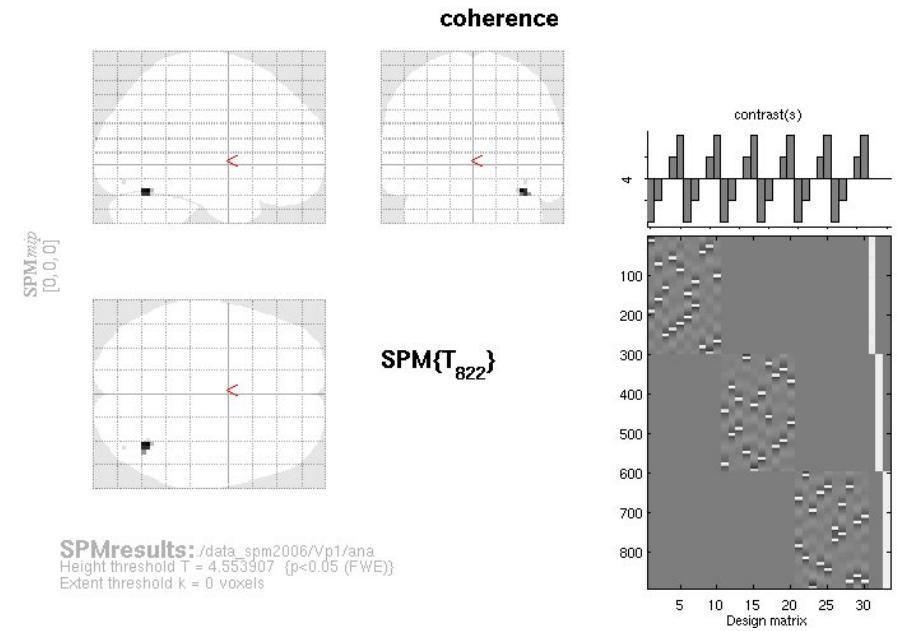 coherence
SPMmip
[0, 0, 0]
<
<
<
SPM{T822}
SPMresults: ./data_spm2006/Vp1/ana
Height threshold T = 4.553907 {p<0.05 (FWE)}
Extent threshold k = 0 voxels
contrast(s)
4
100
200
300
400
500
600
700
800
5 10 15 20 25 30
Design matrix